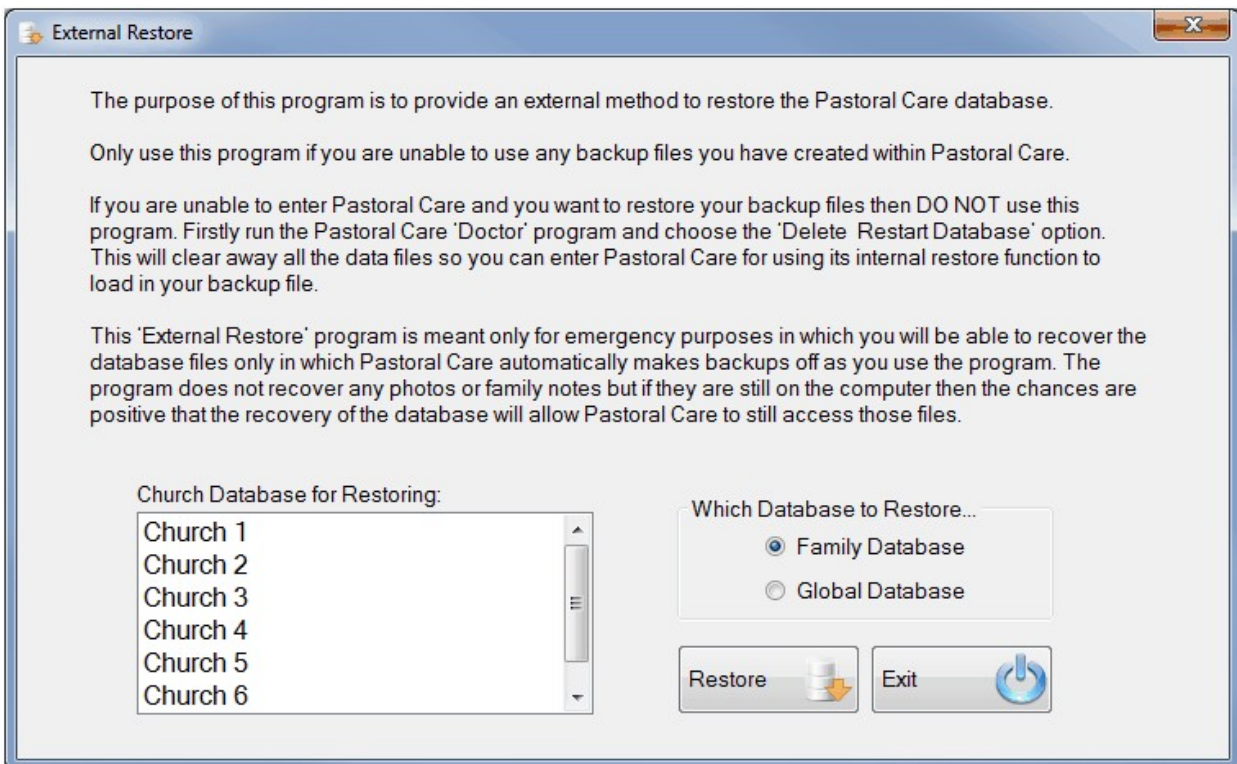 External Restore
The purpose of this program is to provide an external method to restore the Pastoral Care database.
Only use this program if you are unable to use any backup files you have created within Pastoral Care.
If you are unable to enter Pastoral Care and you want to restore your backup files then DO NOT use this
program. Firstly run the Pastoral Care 'Doctor' program and choose the 'Delete Restart Database' option.
This will clear away all the data files so you can enter Pastoral Care for using its internal restore function to
load in your backup file.
This 'External Restore' program is meant only for emergency purposes in which you will be able to recover the
database files only in which Pastoral Care automatically makes backups off as you use the program. The
program does not recover any photos or family notes but if they are still on the computer then the chances are
positive that the recovery of the database will allow Pastoral Care to still access those files.
Church Database for Restoring:
Church 1
Church 2
Church 3
Church 4
Church 5
Church 6
Which Database to Restore...
Family Database
Global Database
Restore
Exit